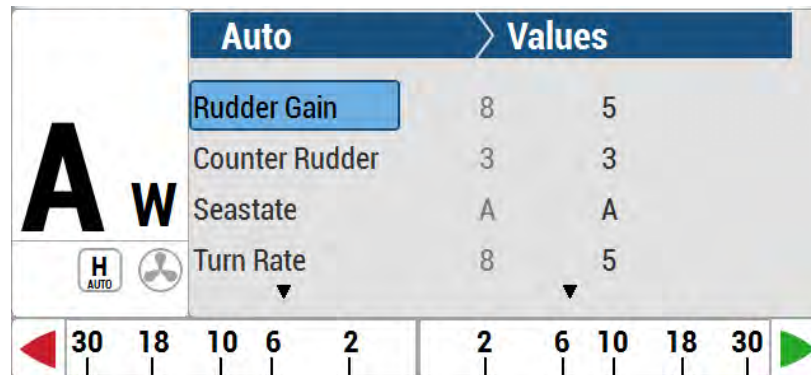 Auto Values
Rudder Gain 8 5
Counter Rudder 3 3
A W
Seastate A A
H
AUTO
Turn Rate 8 5
30 18 10 6 2 2 6 10 18 30